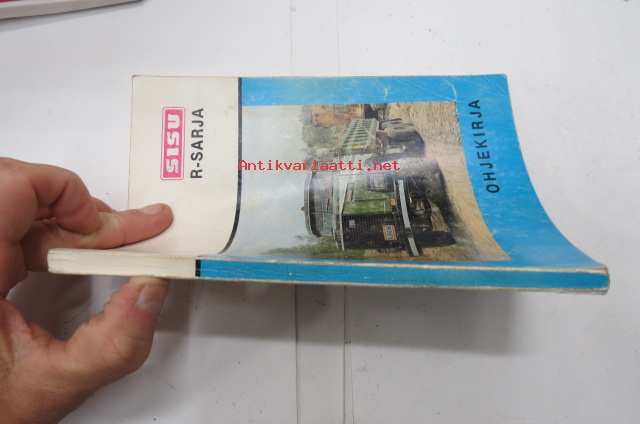 SISU
R-SARJA
Antikvariaatti.net
OHJEKIRJA